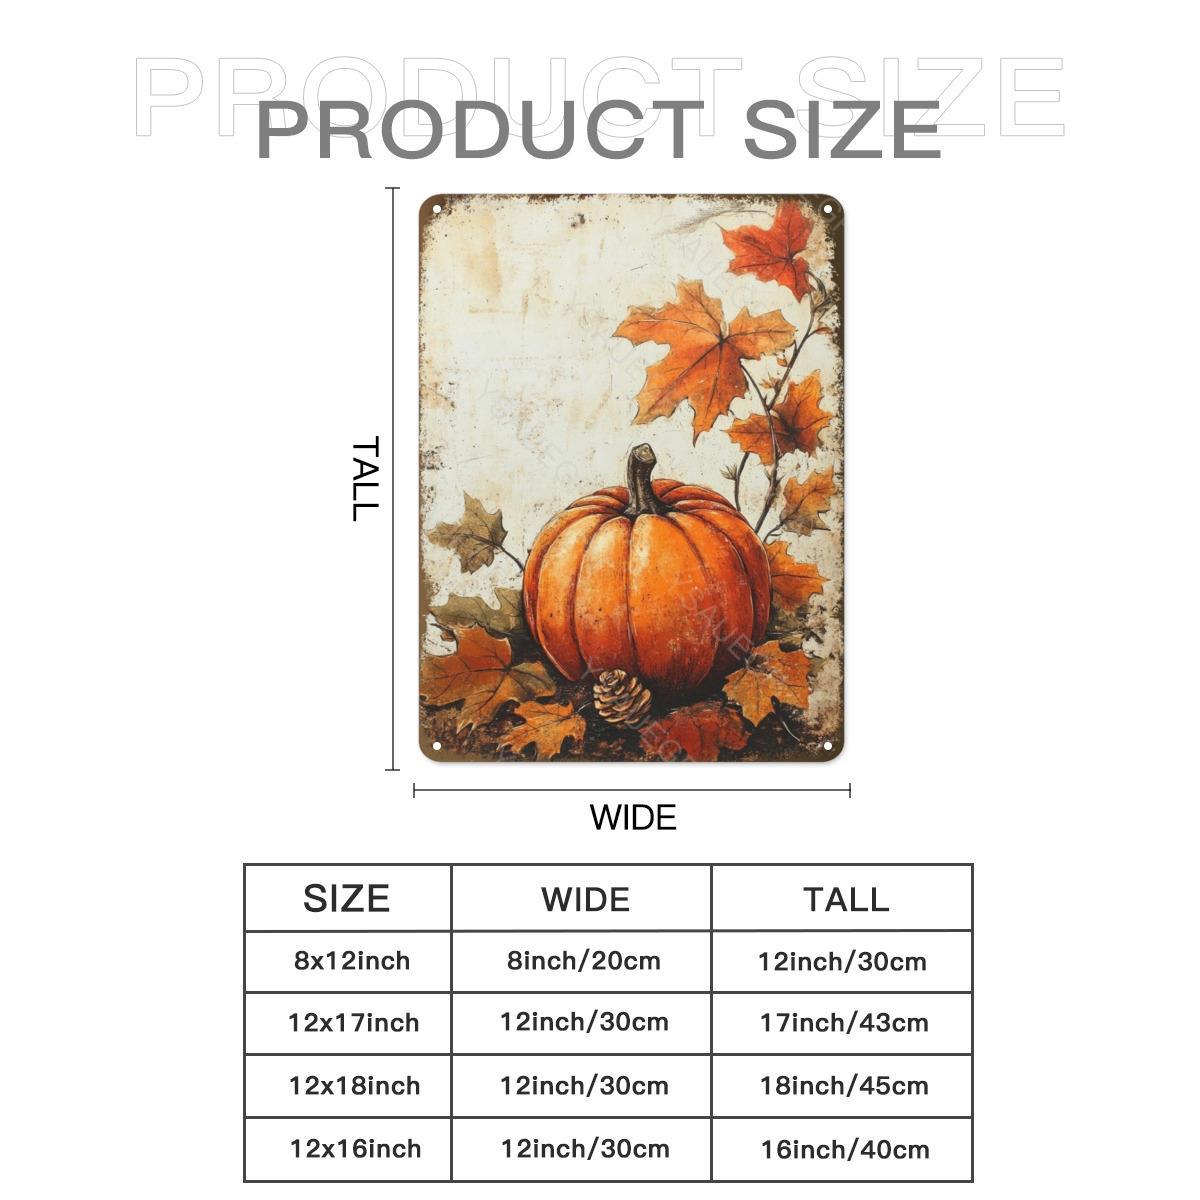 PRODUCT SIZE
PRODUCT SIZE
TALL
WIDE
SIZE WIDE TALL
8x12inch 8inch/20cm 12inch/30cm
12x17inch 12inch/30cm 17inch/43cm
12x18inch 12inch/30cm 18inch/45cm
12x16inch 12inch/30cm 16inch/40cm